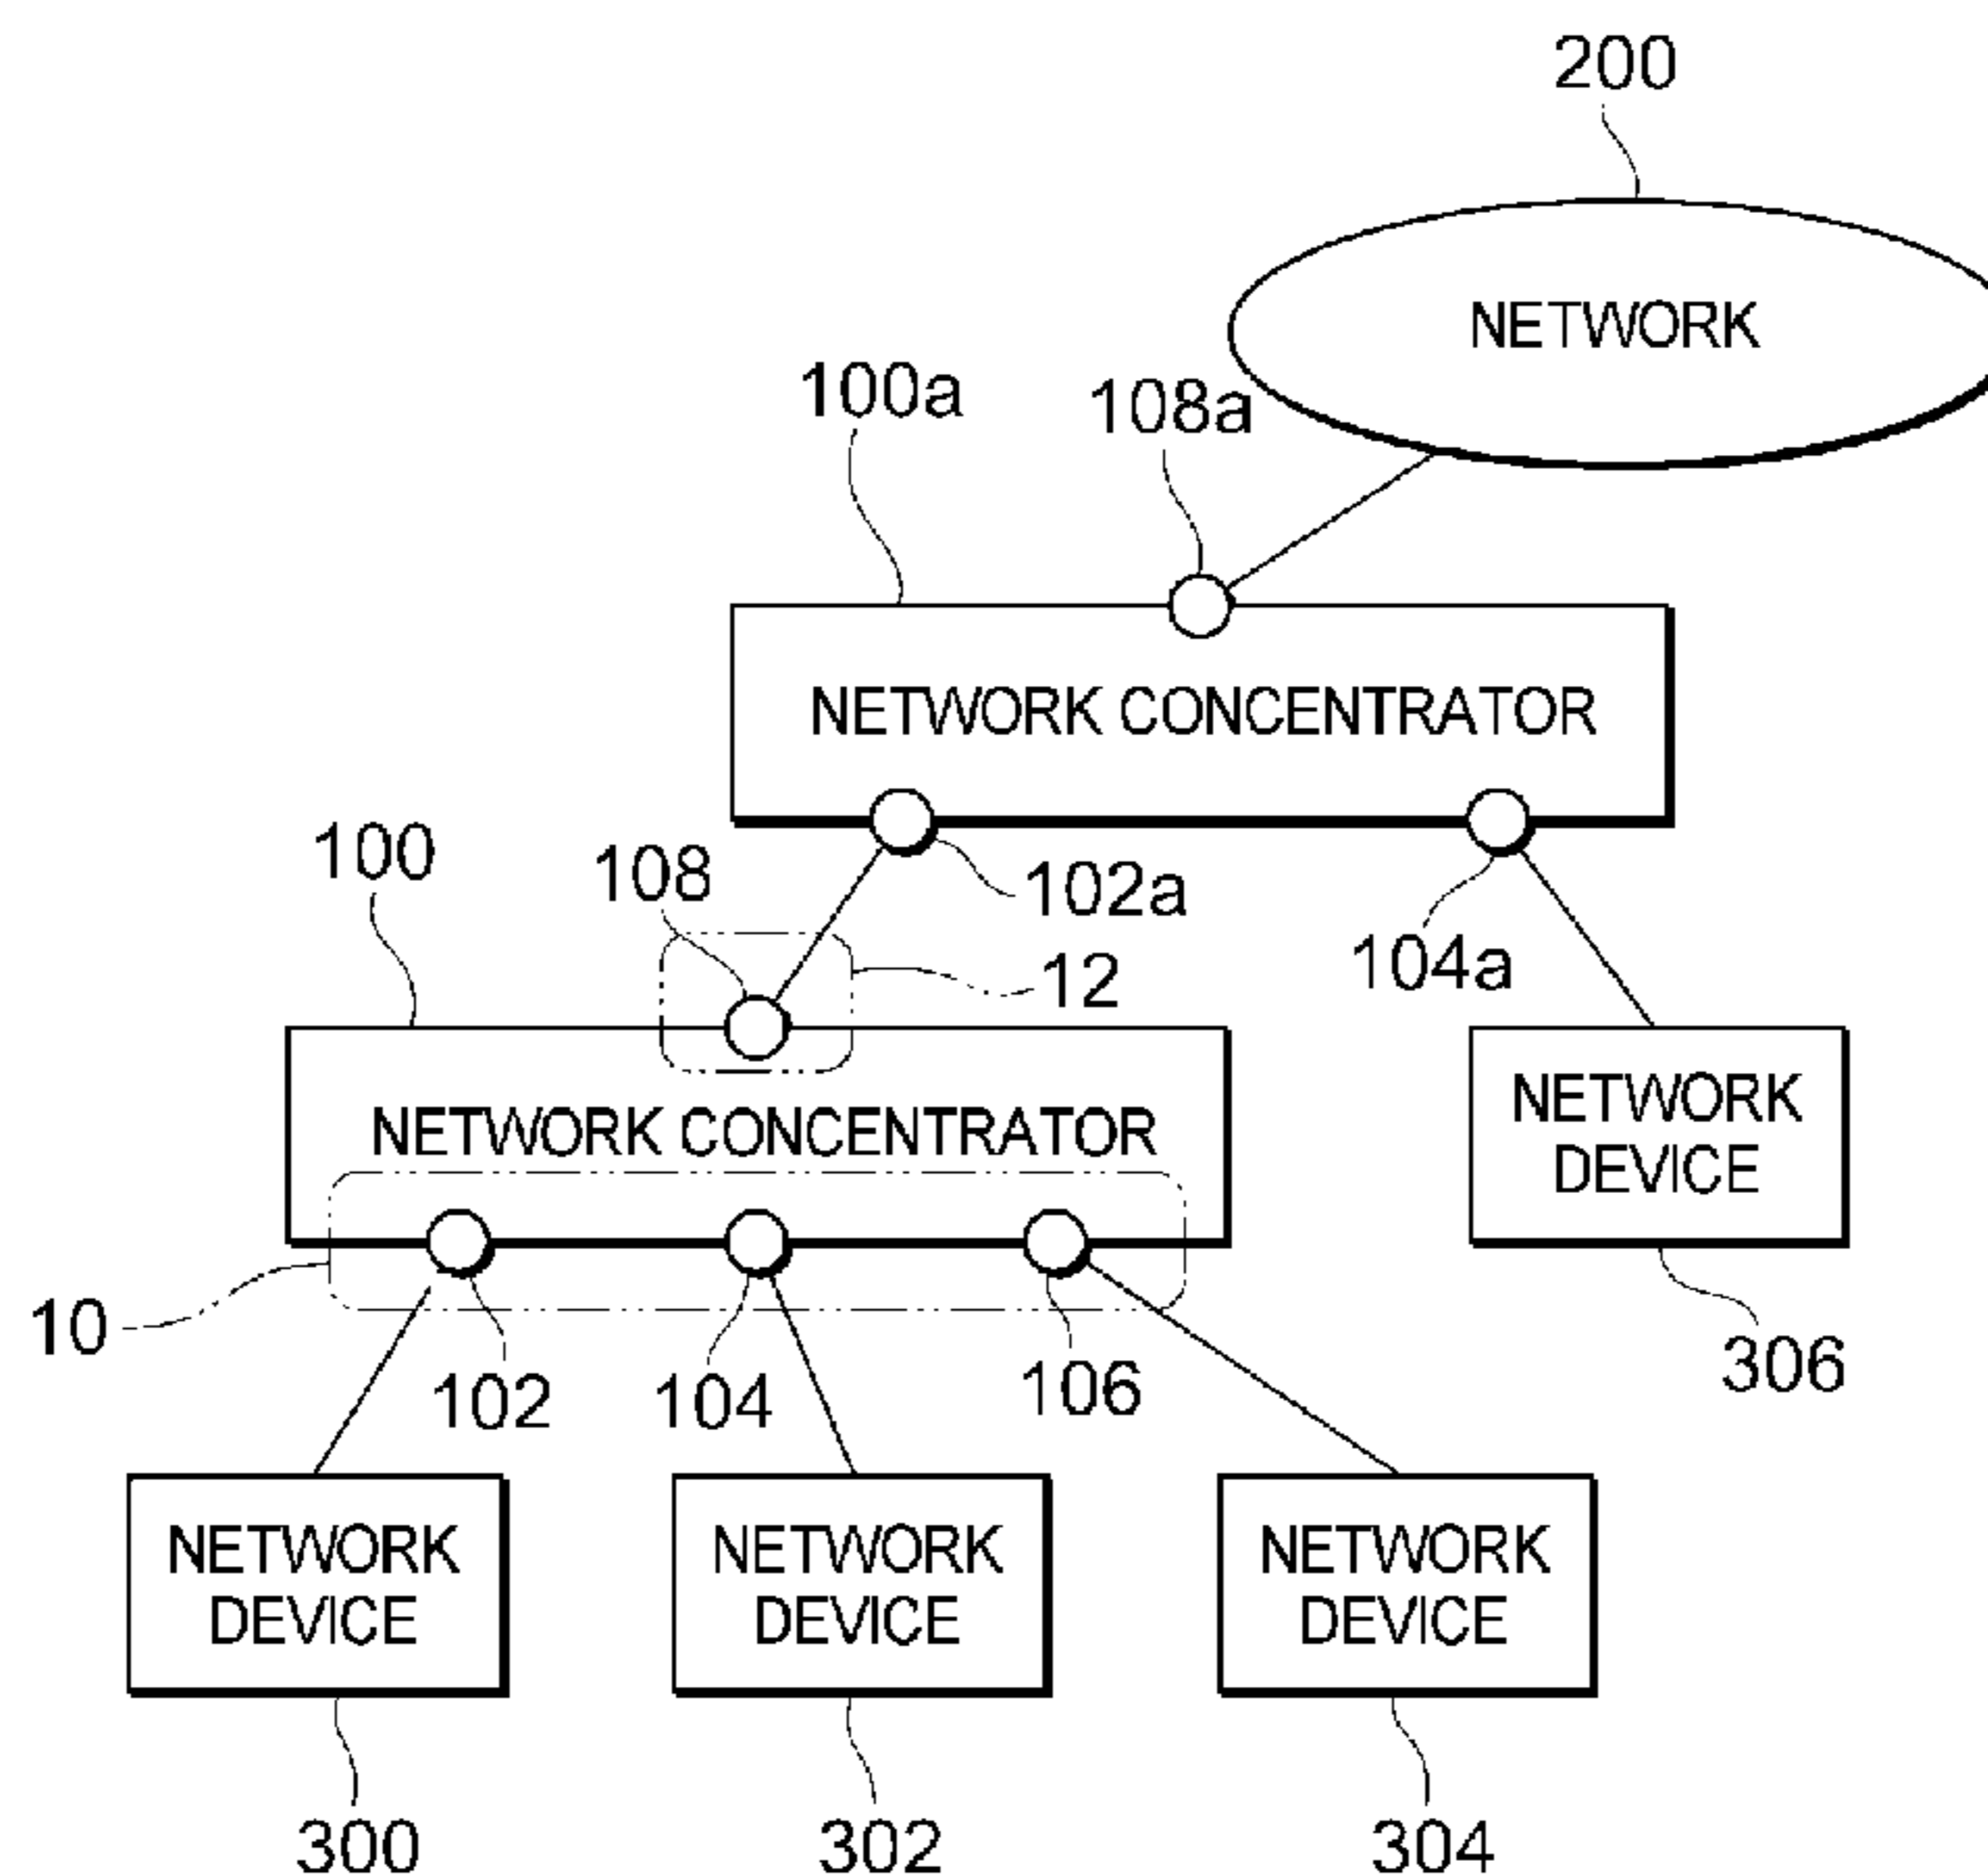 200
NETWORK
100a
108a
NETWORK CONCENTRATOR
100
108
102a
12
104a
NETWORK CONCENTRATOR
NETWORK
DEVICE
10
102
104
106
306
NETWORK
DEVICE
NETWORK
DEVICE
NETWORK
DEVICE
300
302
304